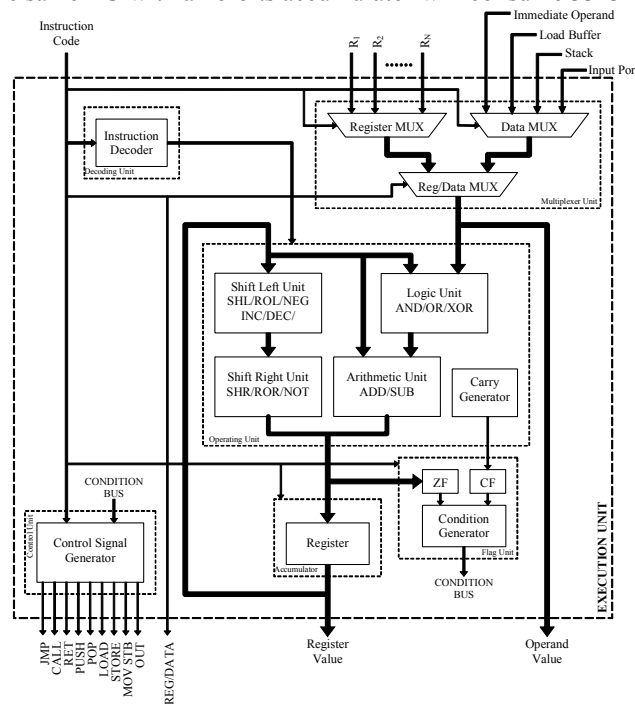 Immediate Operand
Load Buffer
Stack
Input Por
Instruction
Code
R1
R2
RN
Register MUX
Data MUX
Reg/Data MUX
Multiplexer Unit
Instruction
Decoder
Decoding Unit
Shift Left Unit
SHL/ROL/NEG
INC/DEC/
Logic Unit
AND/OR/XOR
Shift Right Unit
SHR/ROR/NOT
Arithmetic Unit
ADD/SUB
Carry
Generator
Operating Unit
CONDITION
BUS
Control Unit
Control Signal
Generator
Register
Accumulator
ZF
CF
Condition
Generator
Flag Unit
CONDITION
BUS
EXECUTION UNIT
JMP
CALL
RET
PUSH
POP
LOAD
STORE
MOV STB
OUT
REG/DATA
Register
Value
Operand
Value